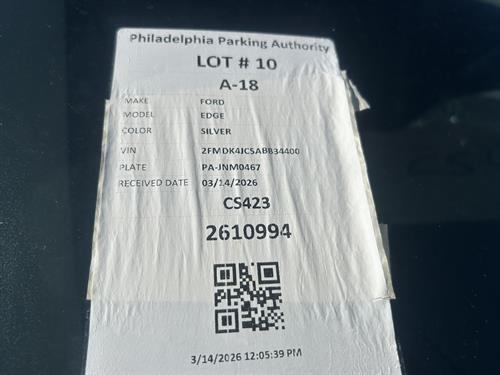 Philadelphia Parking Authority
LOT # 10
A-18
MAKE FORD
MODEL EDGE
COLOR SILVER
VIN 2FMDK4JC5ABB34400
PLATE PA-JNM0467
RECEIVED DATE 03/14/2026
CS423
2610994
3/14/2026 12:05:39 PM